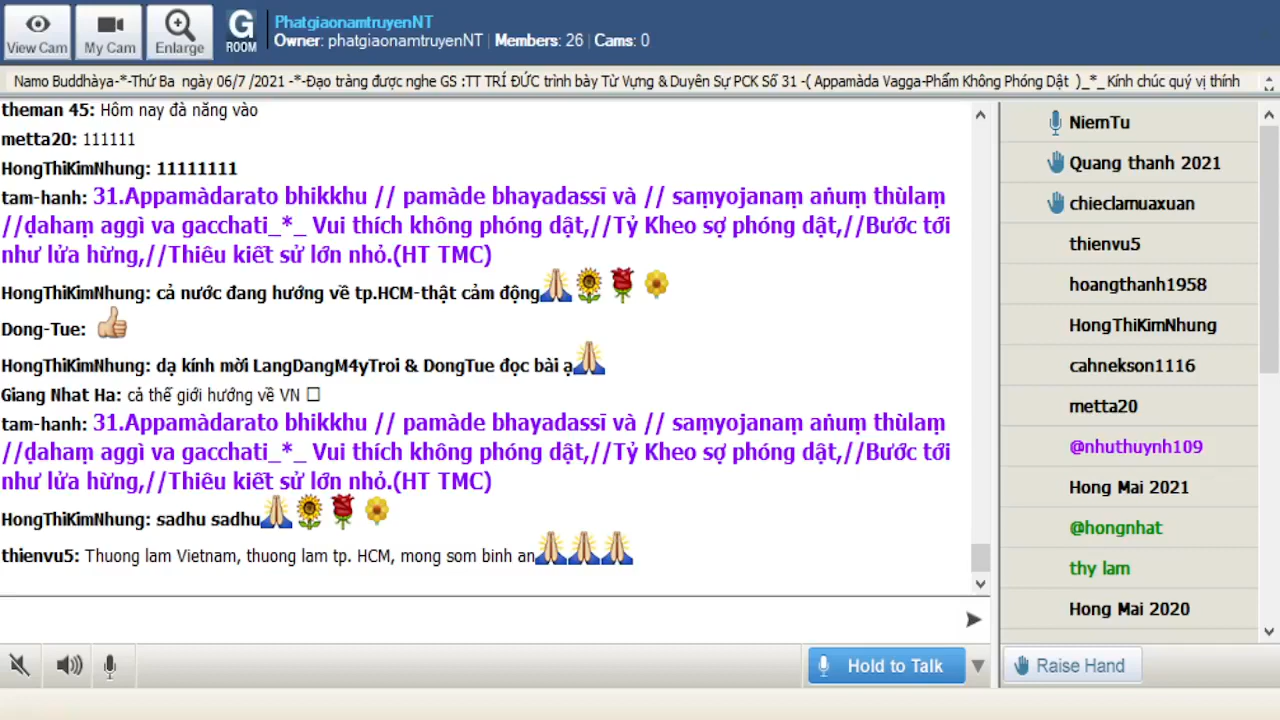 View Cam
My Cam
Enlarge
G
ROOM
PhatgiaonamtruyenNT
Owner: phatgiaonamtruyenNT | Members: 26 | Cams: 0
Namo Buddhàya-*-Thứ Ba ngày 06/7 /2021 -*-Đạo tràng được nghe GS :TT TRÍ ĐỨC trình bày Từ Vựng & Duyên Sự PCK Số 31 -( Appamàda Vagga-Phẩm Không Phóng Dật )_*_ Kính chúc quý vị thính
theman 45: Hôm nay đà nẵng vào
metta20: 111111
HongThiKimNhung: 11111111
tam-hanh: 31.Appamàdarato bhikkhu // pamàde bhayadassī và // saṃyojanaṃ aṅuṃ thùlaṃ
//ḍahaṃ aggì va gacchati_*_ Vui thích không phóng dật,//Tỷ Kheo sợ phóng dật,//Bước tới
như lửa hừng,//Thiêu kiết sử lớn nhỏ.(HT TMC)
HongThiKimNhung: cả nước đang hướng về tp.HCM-thật cảm động
Dong-Tue:
HongThiKimNhung: dạ kính mời LangDangM4yTroi & DongTue đọc bài ạ
Giang Nhat Ha: cả thế giới hướng về VN
tam-hanh: 31.Appamàdarato bhikkhu // pamàde bhayadassī và // saṃyojanaṃ aṅuṃ thùlaṃ
//ḍahaṃ aggì va gacchati_*_ Vui thích không phóng dật,//Tỷ Kheo sợ phóng dật,//Bước tới
như lửa hừng,//Thiêu kiết sử lớn nhỏ.(HT TMC)
HongThiKimNhung: sadhu sadhu
thienvu5: Thuong lam Vietnam, thuong lam tp. HCM, mong som binh an
Hold to Talk
NiemTu
Quang thanh 2021
chieclamuaxuan
thienvu5
hoangthanh1958
HongThiKimNhung
cahnekson1116
metta20
@nhuthuynh109
Hong Mai 2021
@hongnhat
thy lam
Hong Mai 2020
Raise Hand